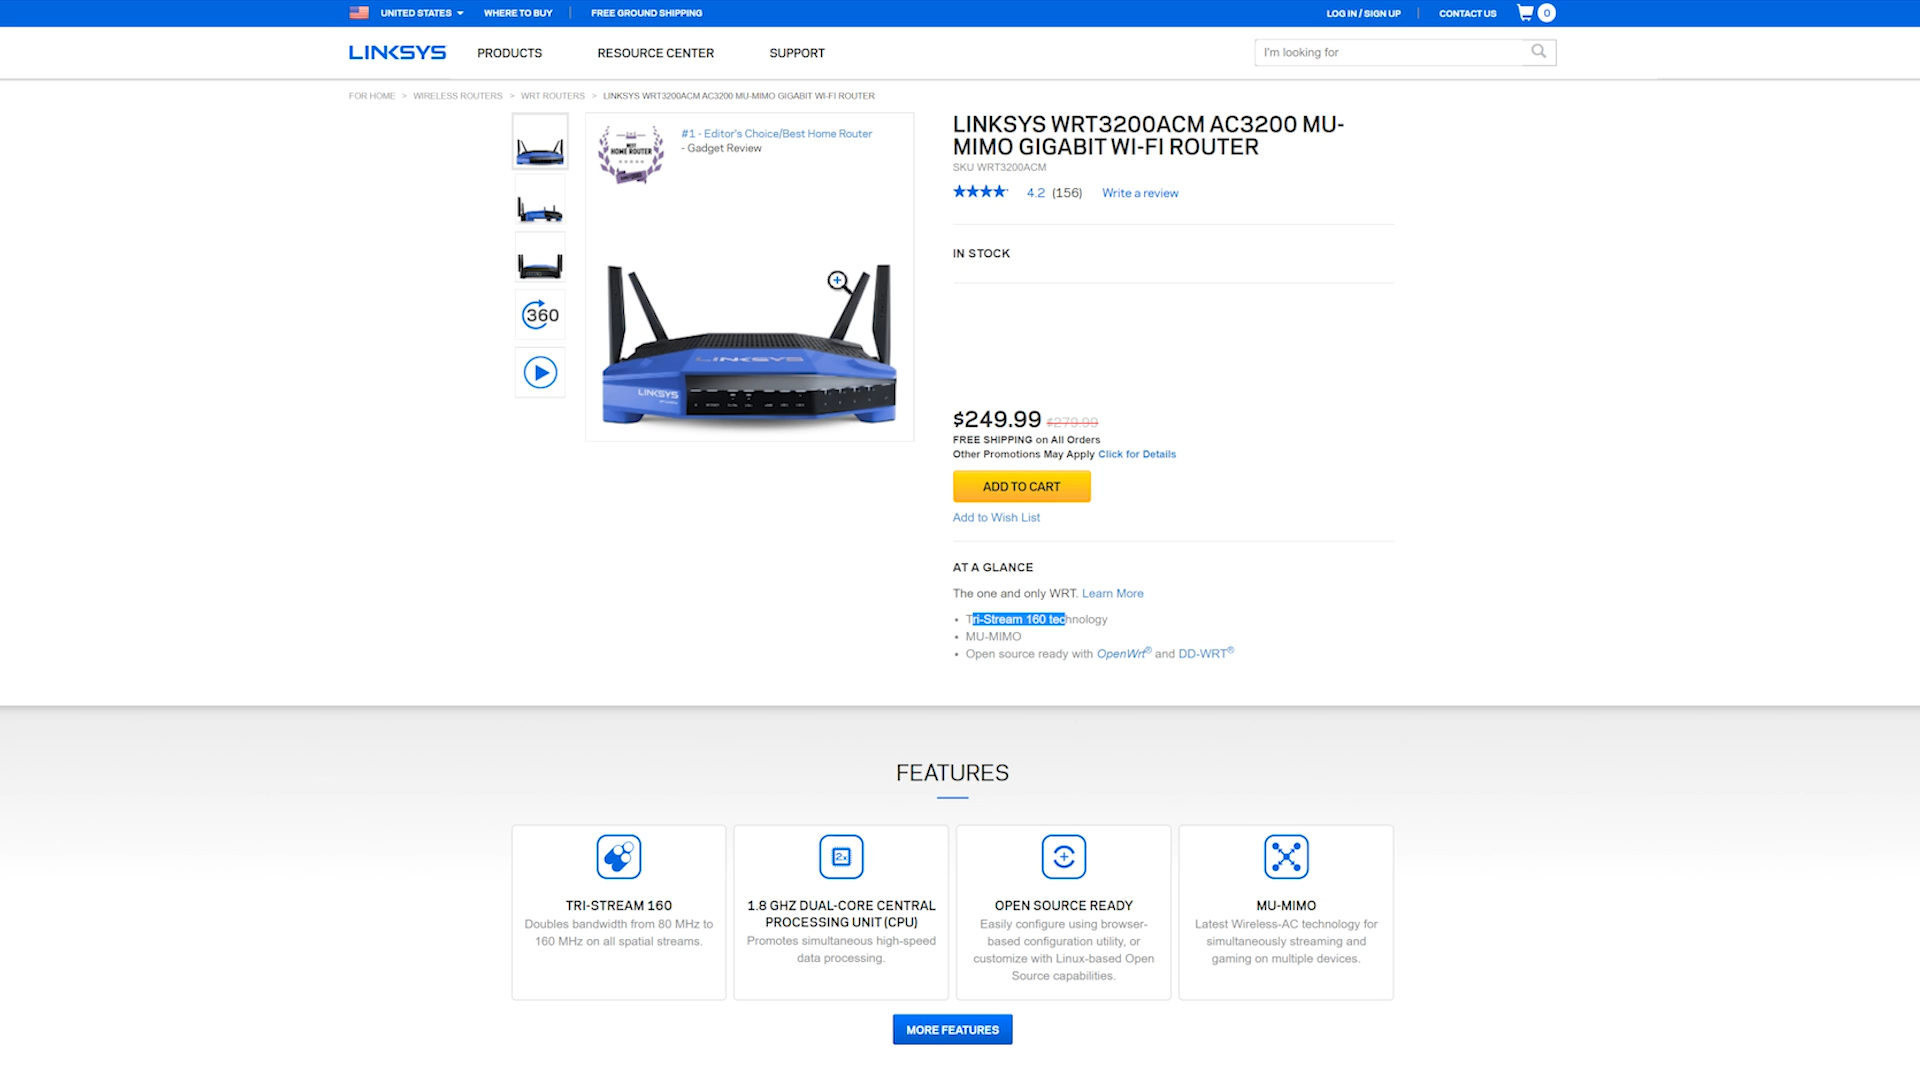 UNITED STATES
WHERE TO BUY
FREE GROUND SHIPPING
LOG IN / SIGN UP
CONTACT US
0
LINKSYS
PRODUCTS
RESOURCE CENTER
SUPPORT
I'm looking for
FOR HOME > WIRELESS ROUTERS > WRT ROUTERS > LINKSYS WRT3200ACM AC3200 MU-MIMO GIGABIT WI-FI ROUTER
BEST
HOME ROUTER
#1 - Editor's Choice/Best Home Router
- Gadget Review
LINKSYS
LINKSYS
360
LINKSYS WRT3200ACM AC3200 MU-
MIMO GIGABIT WI-FI ROUTER
SKU WRT3200ACM
4.2 (156) Write a review
IN STOCK
$249.99 $279.99
FREE SHIPPING on All Orders
Other Promotions May Apply Click for Details
ADD TO CART
Add to Wish List
AT A GLANCE
The one and only WRT. Learn More
• Tri-Stream 160 technology
• MU-MIMO
• Open source ready with OpenWrt® and DD-WRT®
FEATURES
TRI-STREAM 160
Doubles bandwidth from 80 MHz to
160 MHz on all spatial streams.
2x
1.8 GHZ DUAL-CORE CENTRAL
PROCESSING UNIT (CPU)
Promotes simultaneous high-speed
data processing.
OPEN SOURCE READY
Easily configure using browser-
based configuration utility, or
customize with Linux-based Open
Source capabilities.
MU-MIMO
Latest Wireless-AC technology for
simultaneously streaming and
gaming on multiple devices.
MORE FEATURES